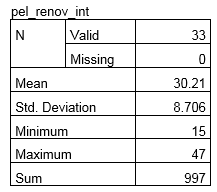 pel_renov_int
N Valid 33
Missing 0
Mean 30.21
Std. Deviation 8.706
Minimum 15
Maximum 47
Sum 997